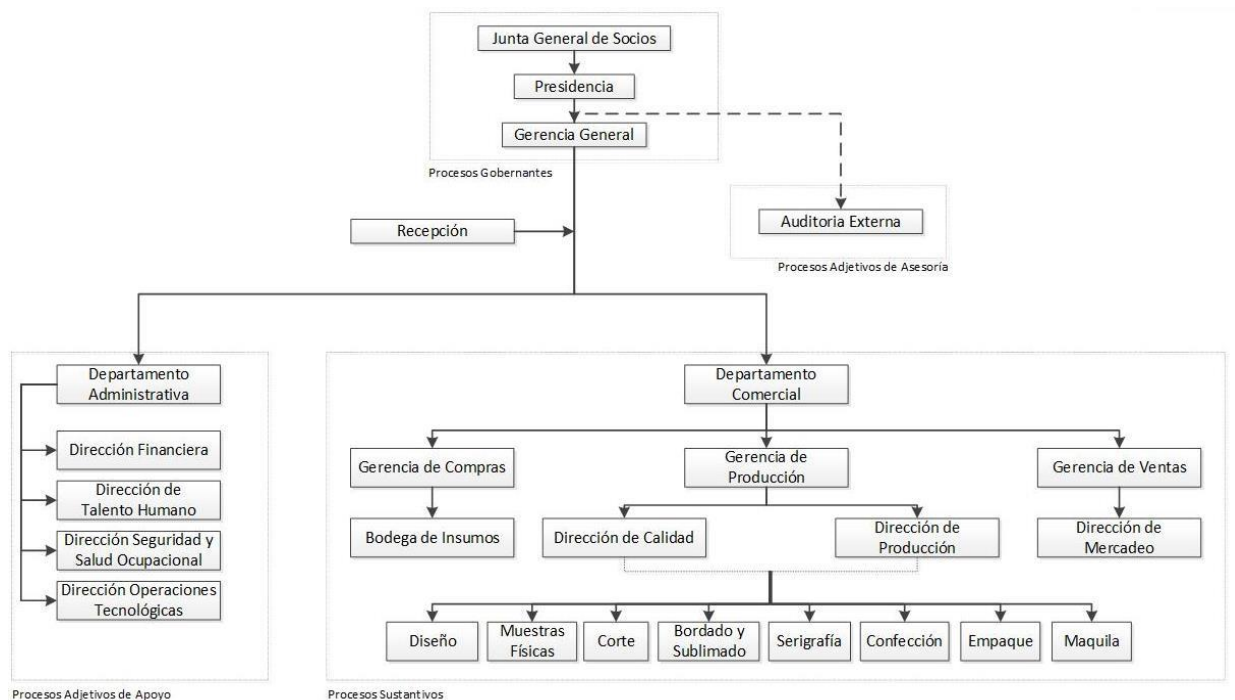 Junta General de Socios
Presidencia
Gerencia General
Procesos Gobernantes
Recepción
Auditoria Externa
Procesos Adjetivos de Asesoría
Departamento
Administrativa
Dirección Financiera
Dirección de
Talento Humano
Dirección Seguridad y
Salud Ocupacional
Dirección Operaciones
Tecnológicas
Procesos Adjetivos de Apoyo
Departamento
Comercial
Gerencia de Compras
Gerencia de
Producción
Gerencia de Ventas
Bodega de Insumos
Dirección de Calidad
Dirección de
Producción
Dirección de
Mercadeo
Diseño
Muestras
Físicas
Corte
Bordado y
Sublimado
Serigrafía
Confección
Empaque
Maquila
Procesos Sustantivos